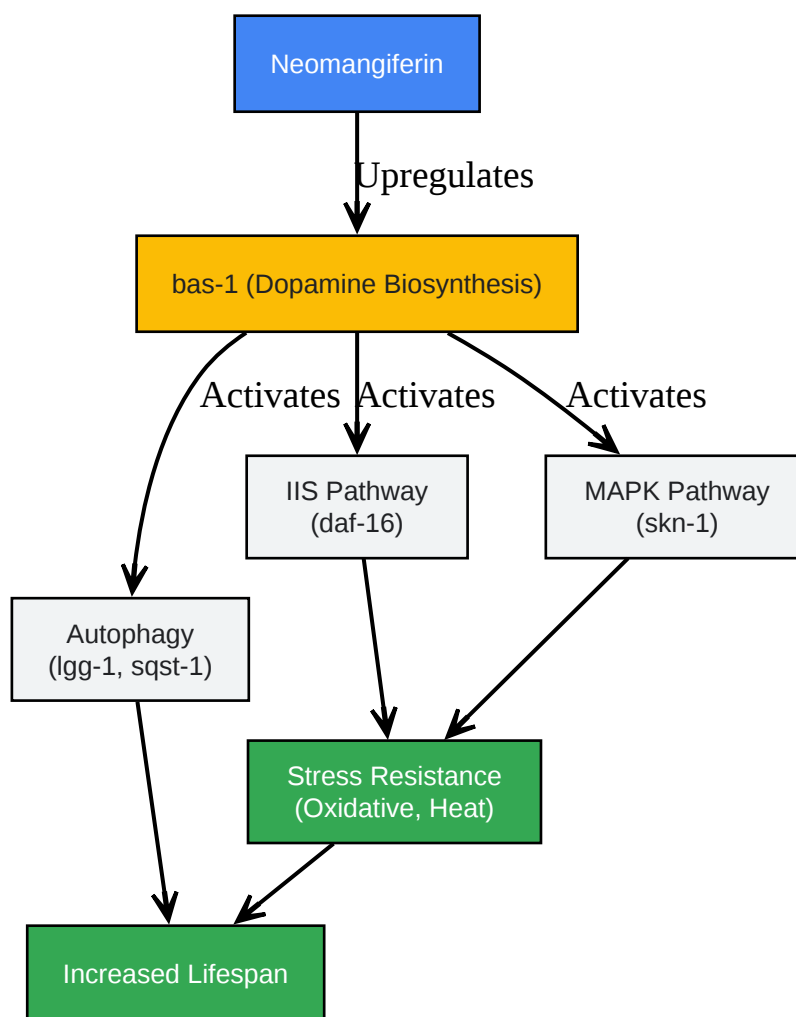 Neomangiferin
Upregulates
bas-1 (Dopamine Biosynthesis)
Activates
Activates
Activates
IIS Pathway
(daf-16)
MAPK Pathway
(skn-1)
Autophagy
(lgg-1, sqst-1)
Stress Resistance
(Oxidative, Heat)
Increased Lifespan